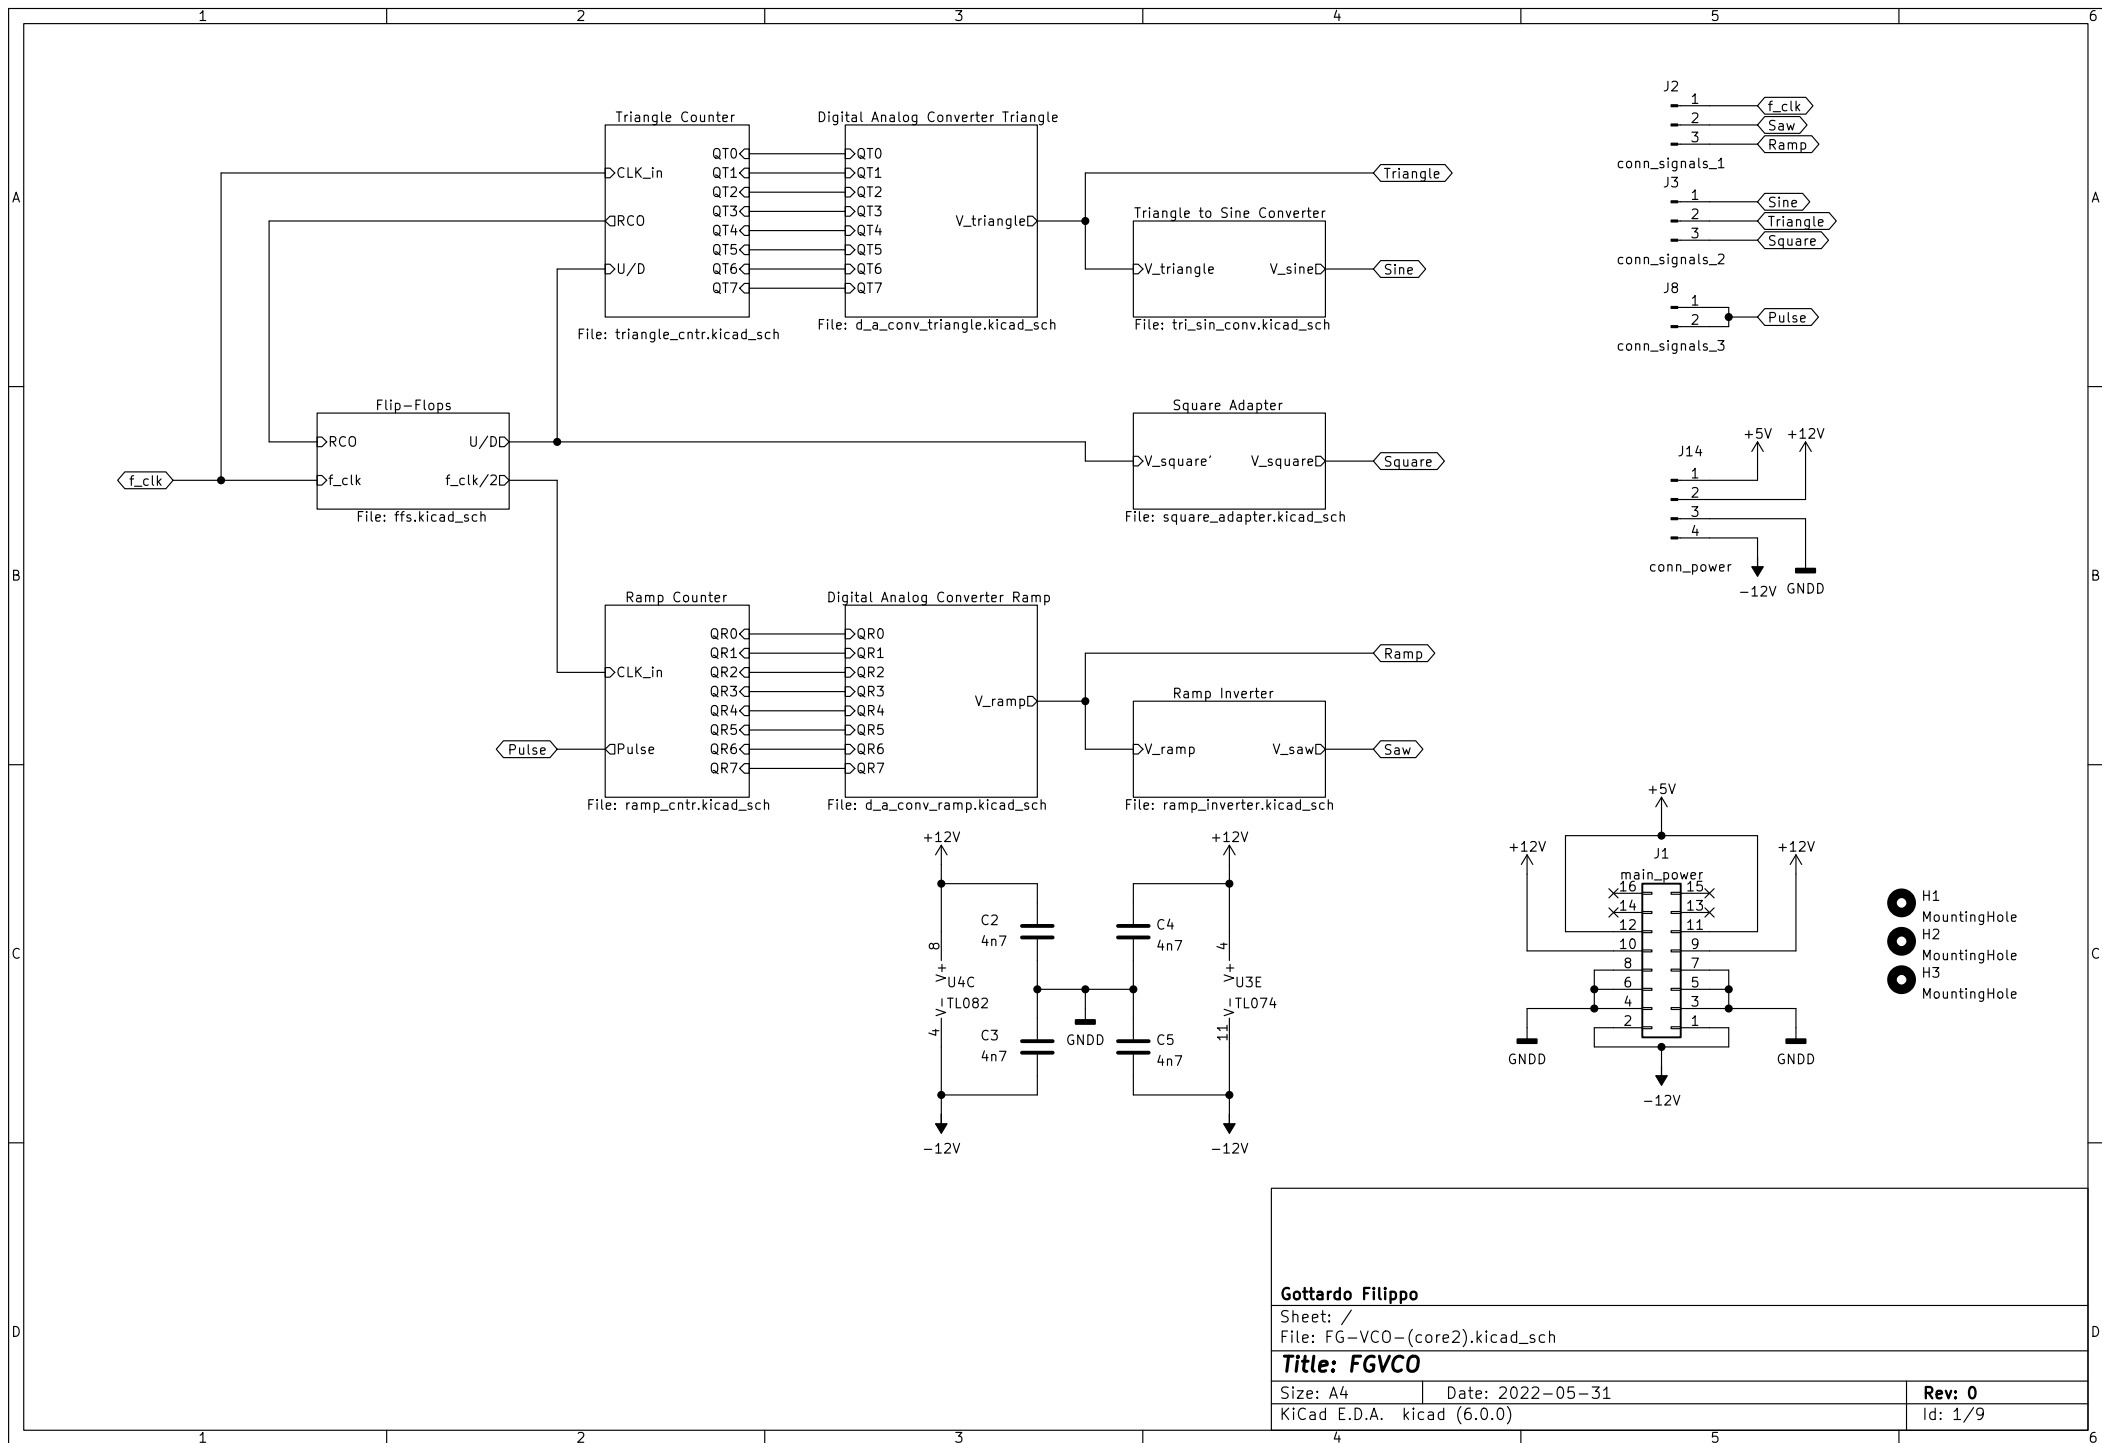 1 2 3 4 5 6
A
B
C
D
Triangle Counter
CLK_in
RCO
U/D
QT0
QT1
QT2
QT3
QT4
QT5
QT6
QT7
File: triangle_cntr.kicad_sch
Digital Analog Converter Triangle
QT0
QT1
QT2
QT3
QT4
QT5
QT6
QT7
V_triangle
File: d_a_conv_triangle.kicad_sch
Triangle
Triangle to Sine Converter
V_triangle V_sine
File: tri_sin_conv.kicad_sch
Sine
J2
1 f_clk
2 Saw
3 Ramp
conn_signals_1
J3
1 Sine
2 Triangle
3 Square
conn_signals_2
J8
1
2
Pulse
conn_signals_3
f_clk
Flip-Flops
RCO U/D
f_clk f_clk/2
File: ffs.kicad_sch
Square Adapter
V_square' V_square
File: square_adapter.kicad_sch
Square
+5V +12V
J14
1
2
3
4
conn_power
-12V GNDD
Ramp Counter
CLK_in
Pulse
Pulse
QR0
QR1
QR2
QR3
QR4
QR5
QR6
QR7
File: ramp_cntr.kicad_sch
Digital Analog Converter Ramp
QR0
QR1
QR2
QR3
QR4
QR5
QR6
QR7
V_ramp
File: d_a_conv_ramp.kicad_sch
Ramp
Ramp Inverter
V_ramp V_saw
File: ramp_inverter.kicad_sch
Saw
+12V +12V
C2
4n7
C4
4n7
8
V+
U4C
TL082
V-
4
4
V+
U3E
TL074
V-
11
C3
4n7
GNDD
C5
4n7
-12V -12V
+5V
+12V +12V
J1
main_power
16 15
14 13
12 11
10 9
8 7
6 5
4 3
2 1
GNDD GNDD
-12V
H1
MountingHole
H2
MountingHole
H3
MountingHole
Gottardo Filippo
Sheet: /
File: FG-VCO-(core2).kicad_sch
Title: FGVCO
Size: A4 Date: 2022-05-31 Rev: 0
KiCad E.D.A. kicad (6.0.0) Id: 1/9
A
B
C
D
1 2 3 4 5 6